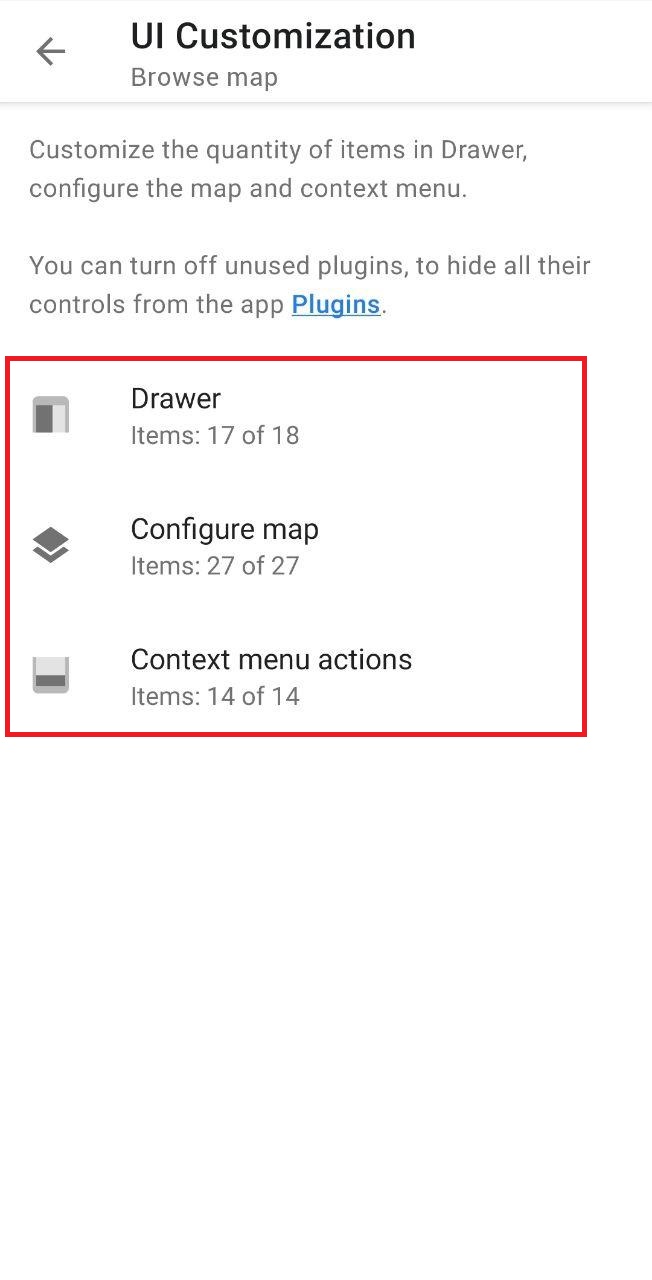 UI Customization
Browse map
Customize the quantity of items in Drawer,
configure the map and context menu.
You can turn off unused plugins, to hide all their
controls from the app Plugins.
Drawer
Items: 17 of 18
Configure map
Items: 27 of 27
Context menu actions
Items: 14 of 14